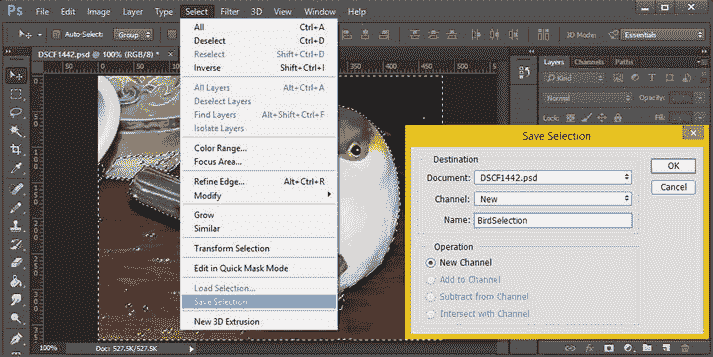 Ps File Edit Image Layer Type Select Filter 3D View Window Help
Auto-Select: Group 3D Mode: Essentials
DSCF1442.psd @ 100% (RGB/8) *
All Ctrl+A
Deselect Ctrl+D
Reselect Shift+Ctrl+D
Inverse Shift+Ctrl+I
All Layers Alt+Ctrl+A
Deselect Layers
Find Layers Alt+Shift+Ctrl+F
Isolate Layers
Color Range...
Focus Area...
Refine Edge... Alt+Ctrl+R
Modify
Grow
Similar
Transform Selection
Edit in Quick Mask Mode
Load Selection...
Save Selection...
New 3D Extrusion
Layers Channels Paths
Kind
Normal Opacity:
Lock: Fill:
Save Selection
Destination
Document: DSCF1442.psd
Channel: New
Name: BirdSelection
OK
Cancel
Operation
New Channel
Add to Channel
Subtract from Channel
Intersect with Channel
100% Doc: 527.5K/527.5K